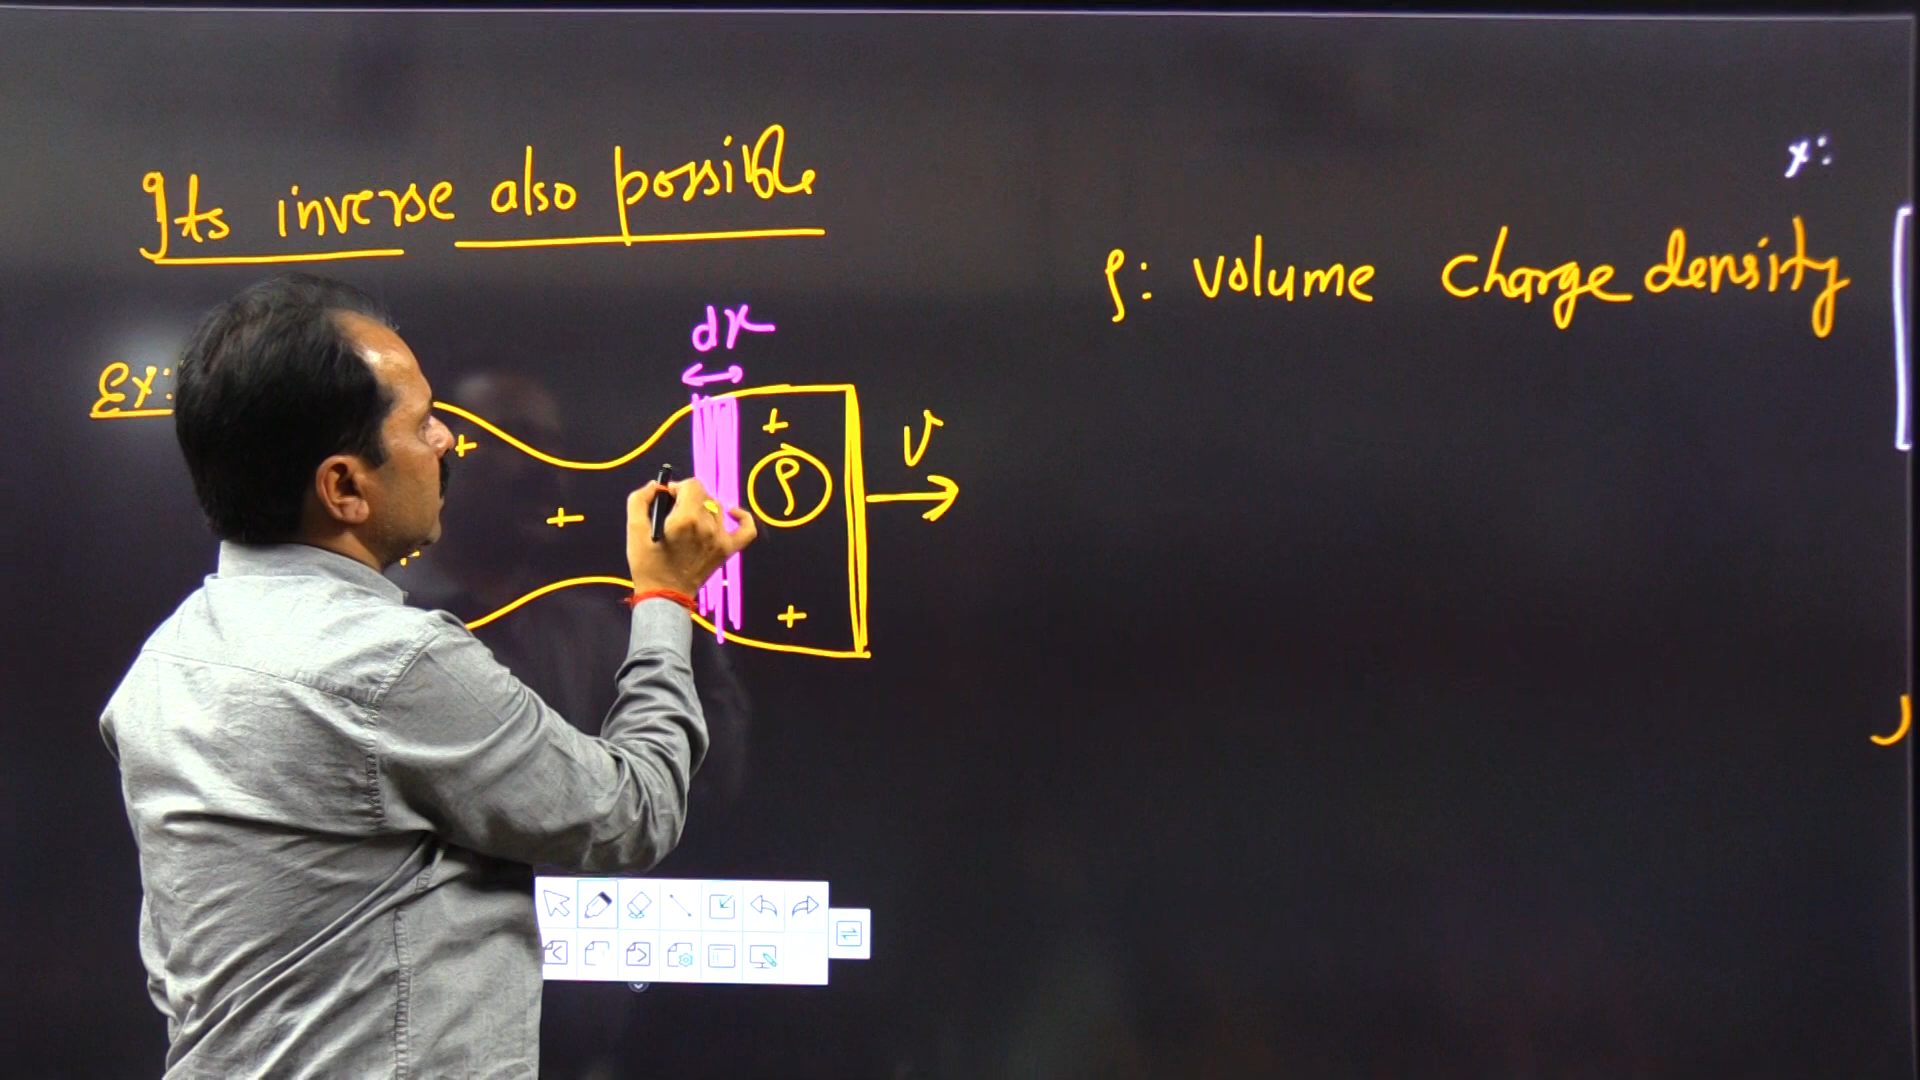 Its inverse also possible
x:
ρ: volume charge density
dx
Ex:
+
+
V
ρ
+
+